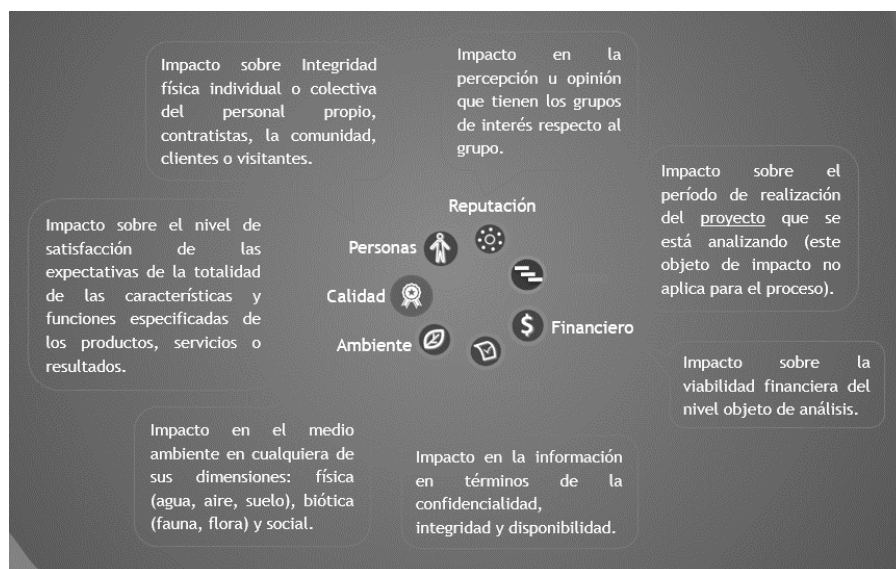 Impacto sobre Integridad
física individual o colectiva
del personal propio,
contratistas, la comunidad,
clientes o visitantes.
Impacto en la
percepción u opinión
que tienen los grupos
de interés respecto al
grupo.
Impacto sobre el
período de realización
del proyecto que se
está analizando (este
objeto de impacto no
aplica para el proceso).
Impacto sobre el nivel de
satisfacción de las
expectativas de la totalidad
de las características y
funciones especificadas de
los productos, servicios o
resultados.
Reputación
Personas
Calidad
Ambiente
$
Financiero
Impacto sobre la
viabilidad financiera del
nivel objeto de análisis.
Impacto en el medio
ambiente en cualquiera de
sus dimensiones: física
(agua, aire, suelo), biótica
(fauna, flora) y social.
Impacto en la información
en términos de la
confidencialidad,
integridad y disponibilidad.